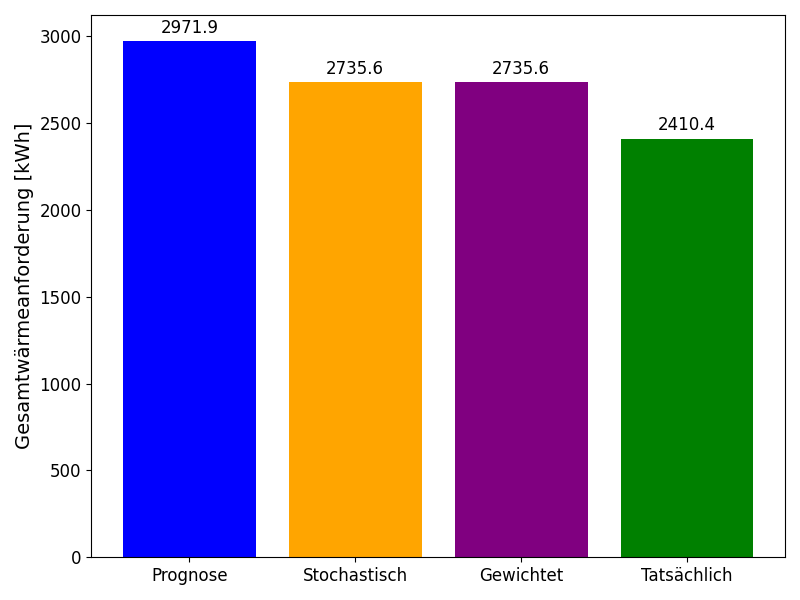 Gesamtwärmeanforderung [kWh]
3000
2500
2000
1500
1000
500
0
2971.9
2735.6
2735.6
2410.4
Prognose
Stochastisch
Gewichtet
Tatsächlich